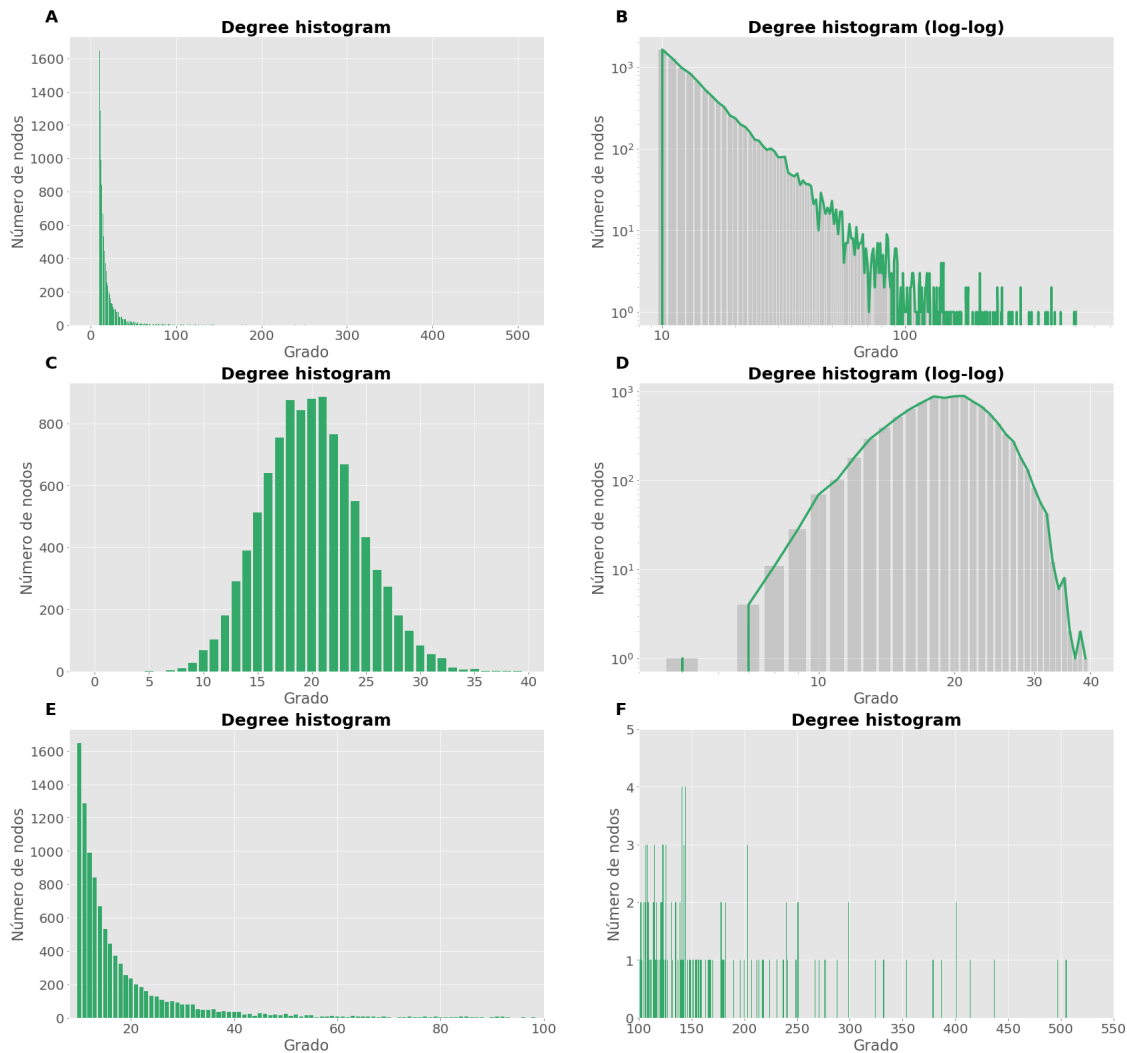 A
Degree histogram
1600
1400
1200
1000
800
600
400
200
0
Número de nodos
0 100 200 300 400 500
Grado
B
Degree histogram (log-log)
10³
10²
10¹
10⁰
Número de nodos
10 100
Grado
C
Degree histogram
800
600
400
200
0
Número de nodos
0 5 10 15 20 25 30 35 40
Grado
D
Degree histogram (log-log)
10³
10²
10¹
10⁰
Número de nodos
10 20 30 40
Grado
E
Degree histogram
1600
1400
1200
1000
800
600
400
200
0
Número de nodos
20 40 60 80 100
Grado
F
Degree histogram
5
4
3
2
1
0
Número de nodos
100 150 200 250 300 350 400 450 500 550
Grado